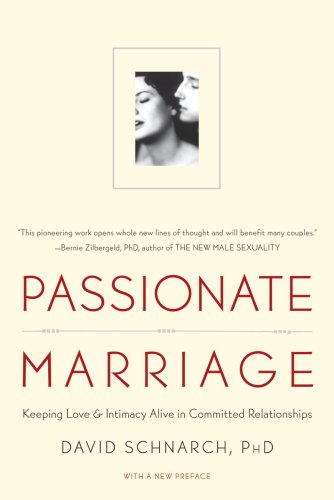 "This pioneering work opens whole new lines of thought and will benefit many couples."
—Bernie Zilbergeld, PhD, author of THE NEW MALE SEXUALITY
PASSIONATE
MARRIAGE
Keeping Love & Intimacy Alive in Committed Relationships
DAVID SCHNARCH, PHD
WITH A NEW PREFACE